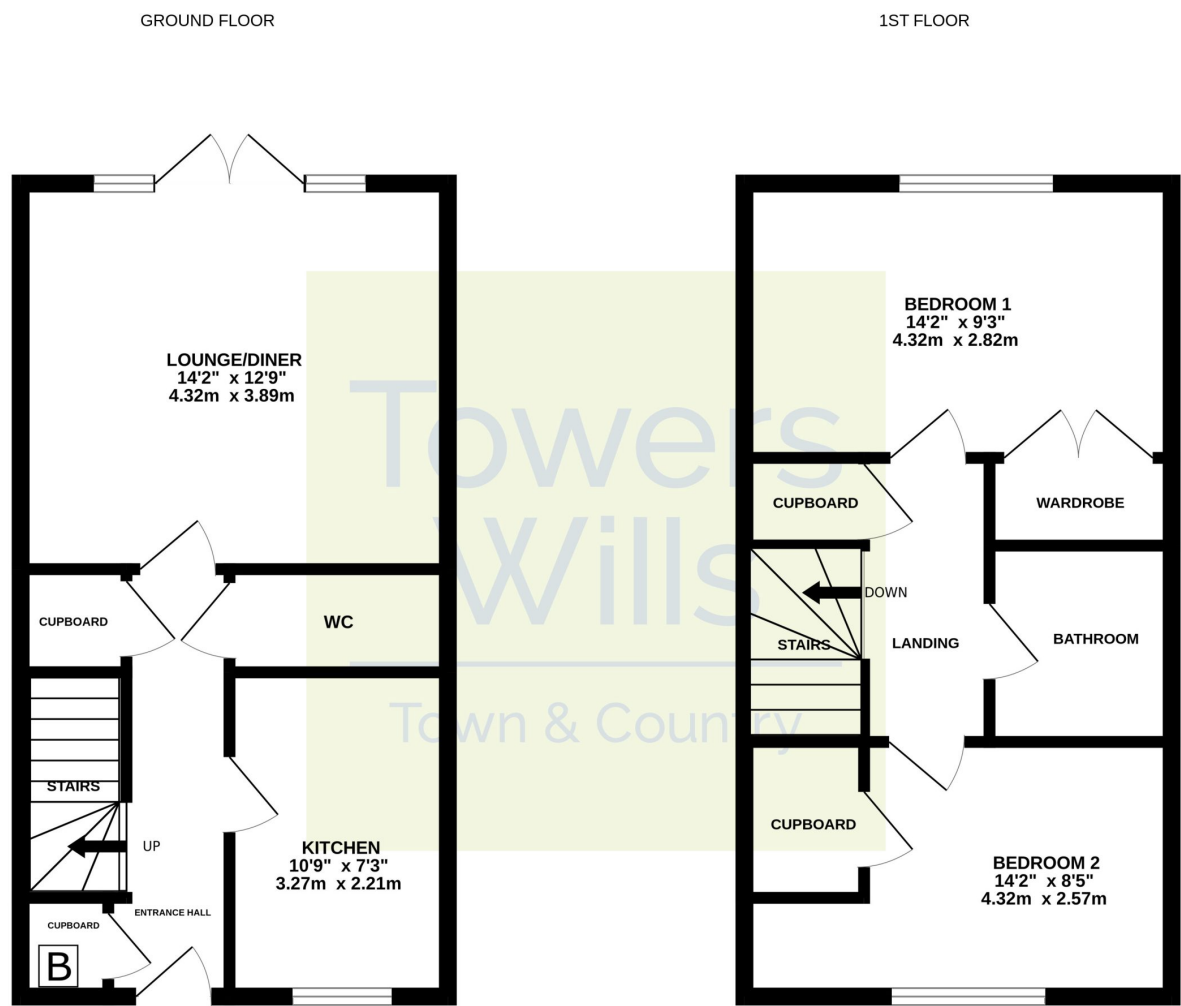 GROUND FLOOR
LOUNGE/DINER
14'2" x 12'9"
4.32m x 3.89m
CUPBOARD
WC
STAIRS
UP
KITCHEN
10'9" x 7'3"
3.27m x 2.21m
ENTRANCE HALL
CUPBOARD
B
1ST FLOOR
BEDROOM 1
14'2" x 9'3"
4.32m x 2.82m
CUPBOARD
WARDROBE
DOWN
STAIRS
LANDING
BATHROOM
CUPBOARD
BEDROOM 2
14'2" x 8'5"
4.32m x 2.57m
Towers
Wills
Town & Country